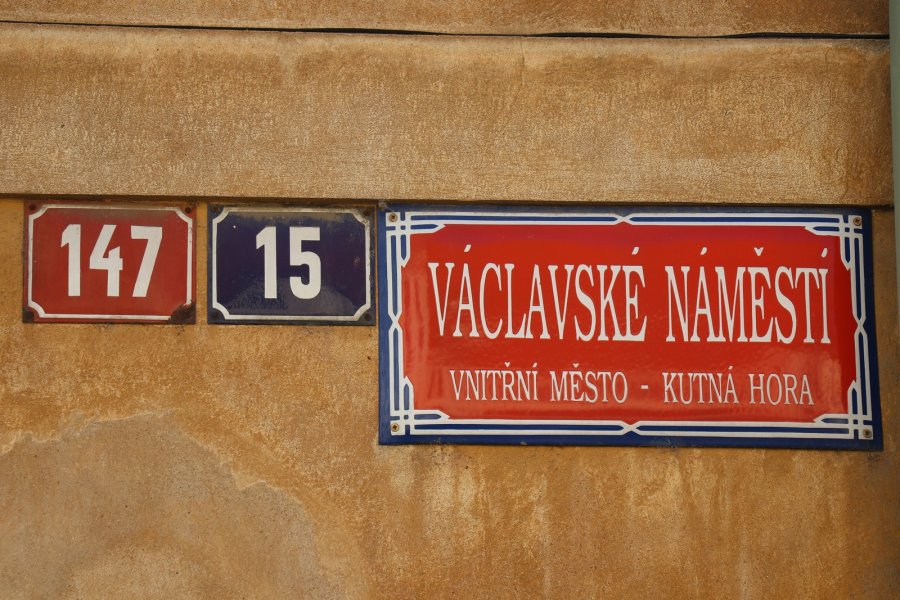 147
15
VÁCLAVSKÉ NÁMĚSTÍ
VNITŘNÍ MĚSTO - KUTNÁ HORA